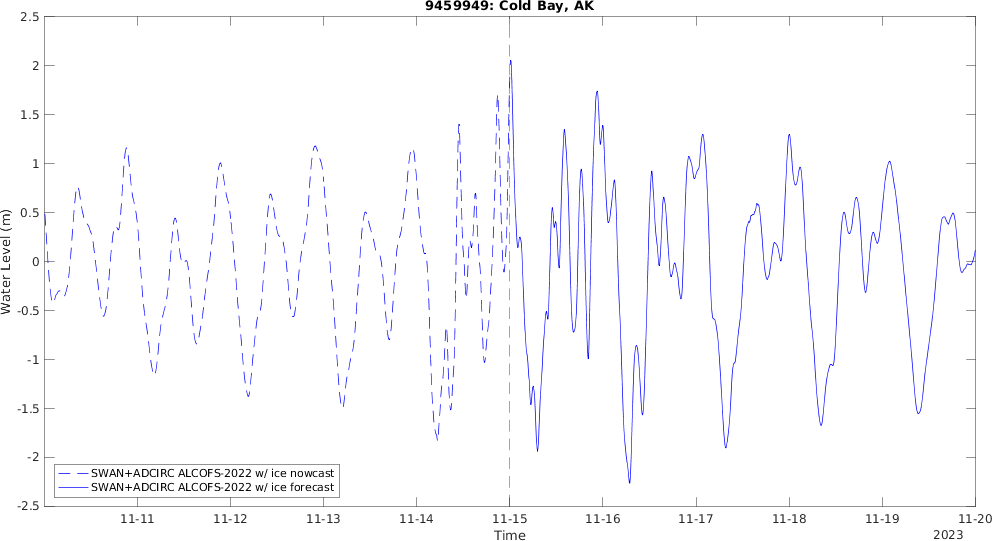 9459949: Cold Bay, AK
2.5
2
1.5
1
0.5
0
-0.5
-1
-1.5
-2
-2.5
Water Level (m)
SWAN+ADCIRC ALCOFS-2022 w/ ice nowcast
SWAN+ADCIRC ALCOFS-2022 w/ ice forecast
11-11 11-12 11-13 11-14 11-15 11-16 11-17 11-18 11-19 11-20
Time
2023